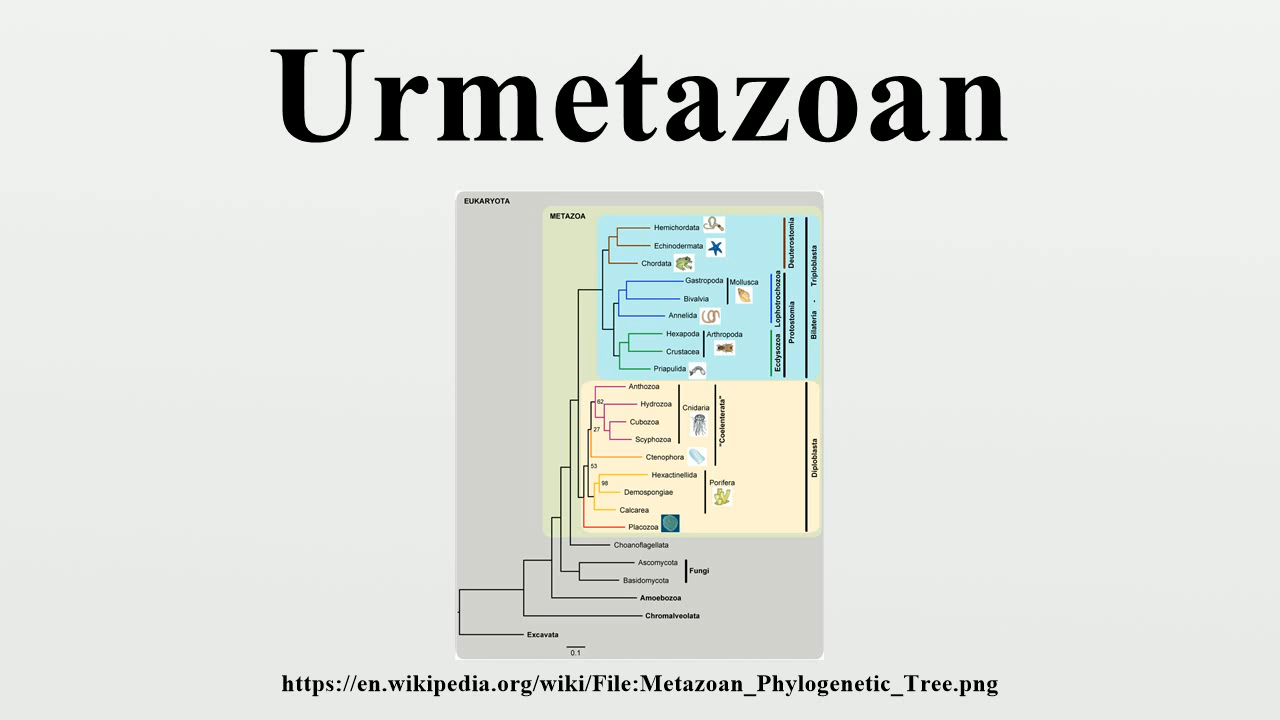 Urmetazoan
EUKARYOTA
METAZOA
Hemichordata
Echinodermata
Chordata
Deuterostomia
Gastropoda
Mollusca
Bivalvia
Annelida
Lophotrochozoa
Hexapoda
Arthropoda
Crustacea
Priapulida
Ecdysozoa
Protostomia
Bilateria - Triploblasta
Anthozoa
62
Hydrozoa
Cnidaria
Cubozoa
27
Scyphozoa
"Coelenterata"
Ctenophora
53
Hexactinellida
98
Porifera
Demospongiae
Calcarea
Placozoa
Diploblasta
Choanoflagellata
Ascomycota
Fungi
Basidomycota
Amoebozoa
Chromalveolata
Excavata
0.1
https://en.wikipedia.org/wiki/File:Metazoan_Phylogenetic_Tree.png